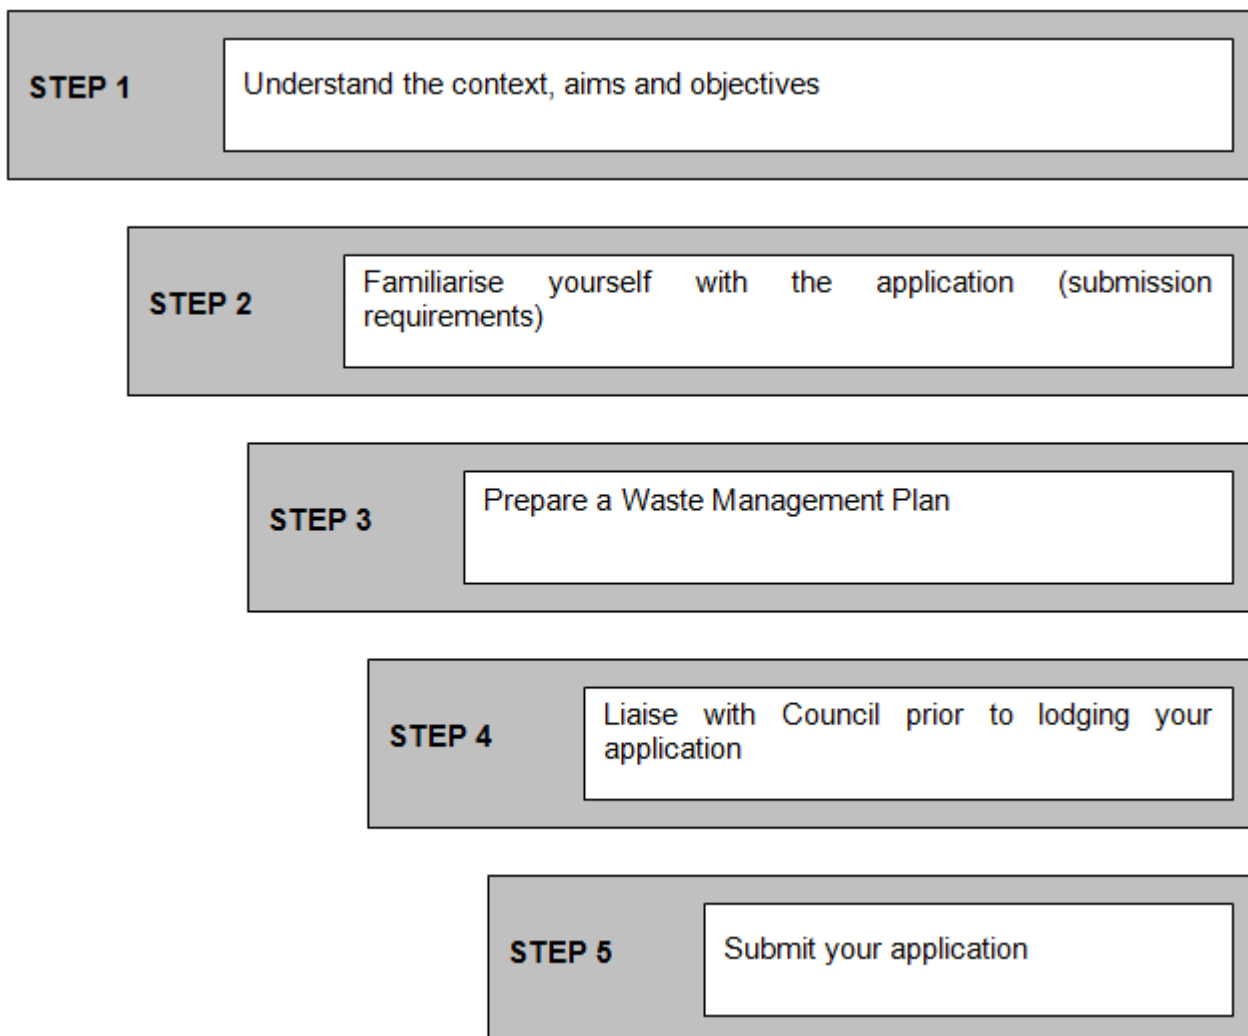 STEP 1
Understand the context, aims and objectives
STEP 2
Familiarise yourself with the application (submission
requirements)
STEP 3
Prepare a Waste Management Plan
STEP 4
Liaise with Council prior to lodging your
application
STEP 5
Submit your application